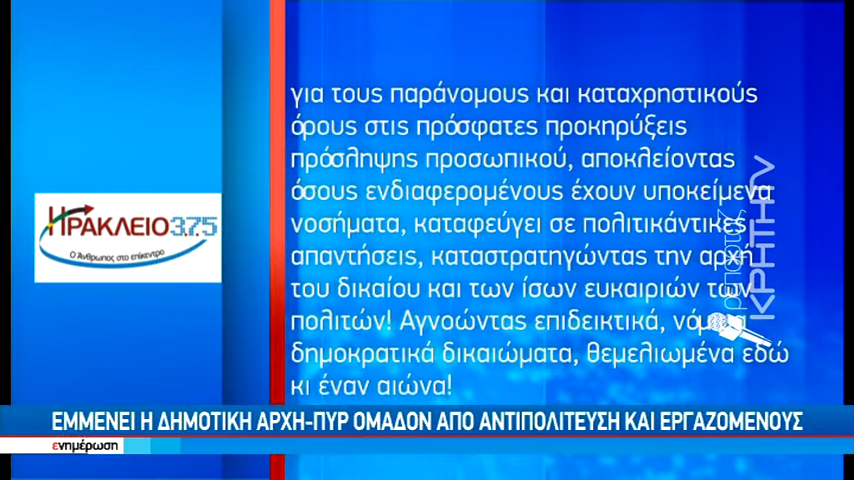 για τους παράνομους και καταχρηστικούς
όρους στις πρόσφατες προκηρύξεις
πρόσληψης προσωπικού, αποκλείοντας
όσους ενδιαφερομένους έχουν υποκείμενα
νοσήματα, καταφεύγει σε πολιτικάντικες
απαντήσεις, καταστρατηγώντας την αρχή
του δικαίου και των ίσων ευκαιριών των
πολιτών! Αγνοώντας επιδεικτικά,
δημοκρατικά δικαιώματα, θεμελιωμένα εδώ
κι έναν αιώνα!
ΗΡΑΚΛΕΙΟ 3.7.5
Ο Άνθρωπος στο επίκεντρο
ρεπορτάζ
ΚΡΗΤΗ TV
ΕΜΜΕΝΕΙ Η ΔΗΜΟΤΙΚΗ ΑΡΧΗ-ΠΥΡ ΟΜΑΔΟΝ ΑΠΟ ΑΝΤΙΠΟΛΙΤΕΥΣΗ ΚΑΙ ΕΡΓΑΖΟΜΕΝΟΥΣ
ενημέρωση